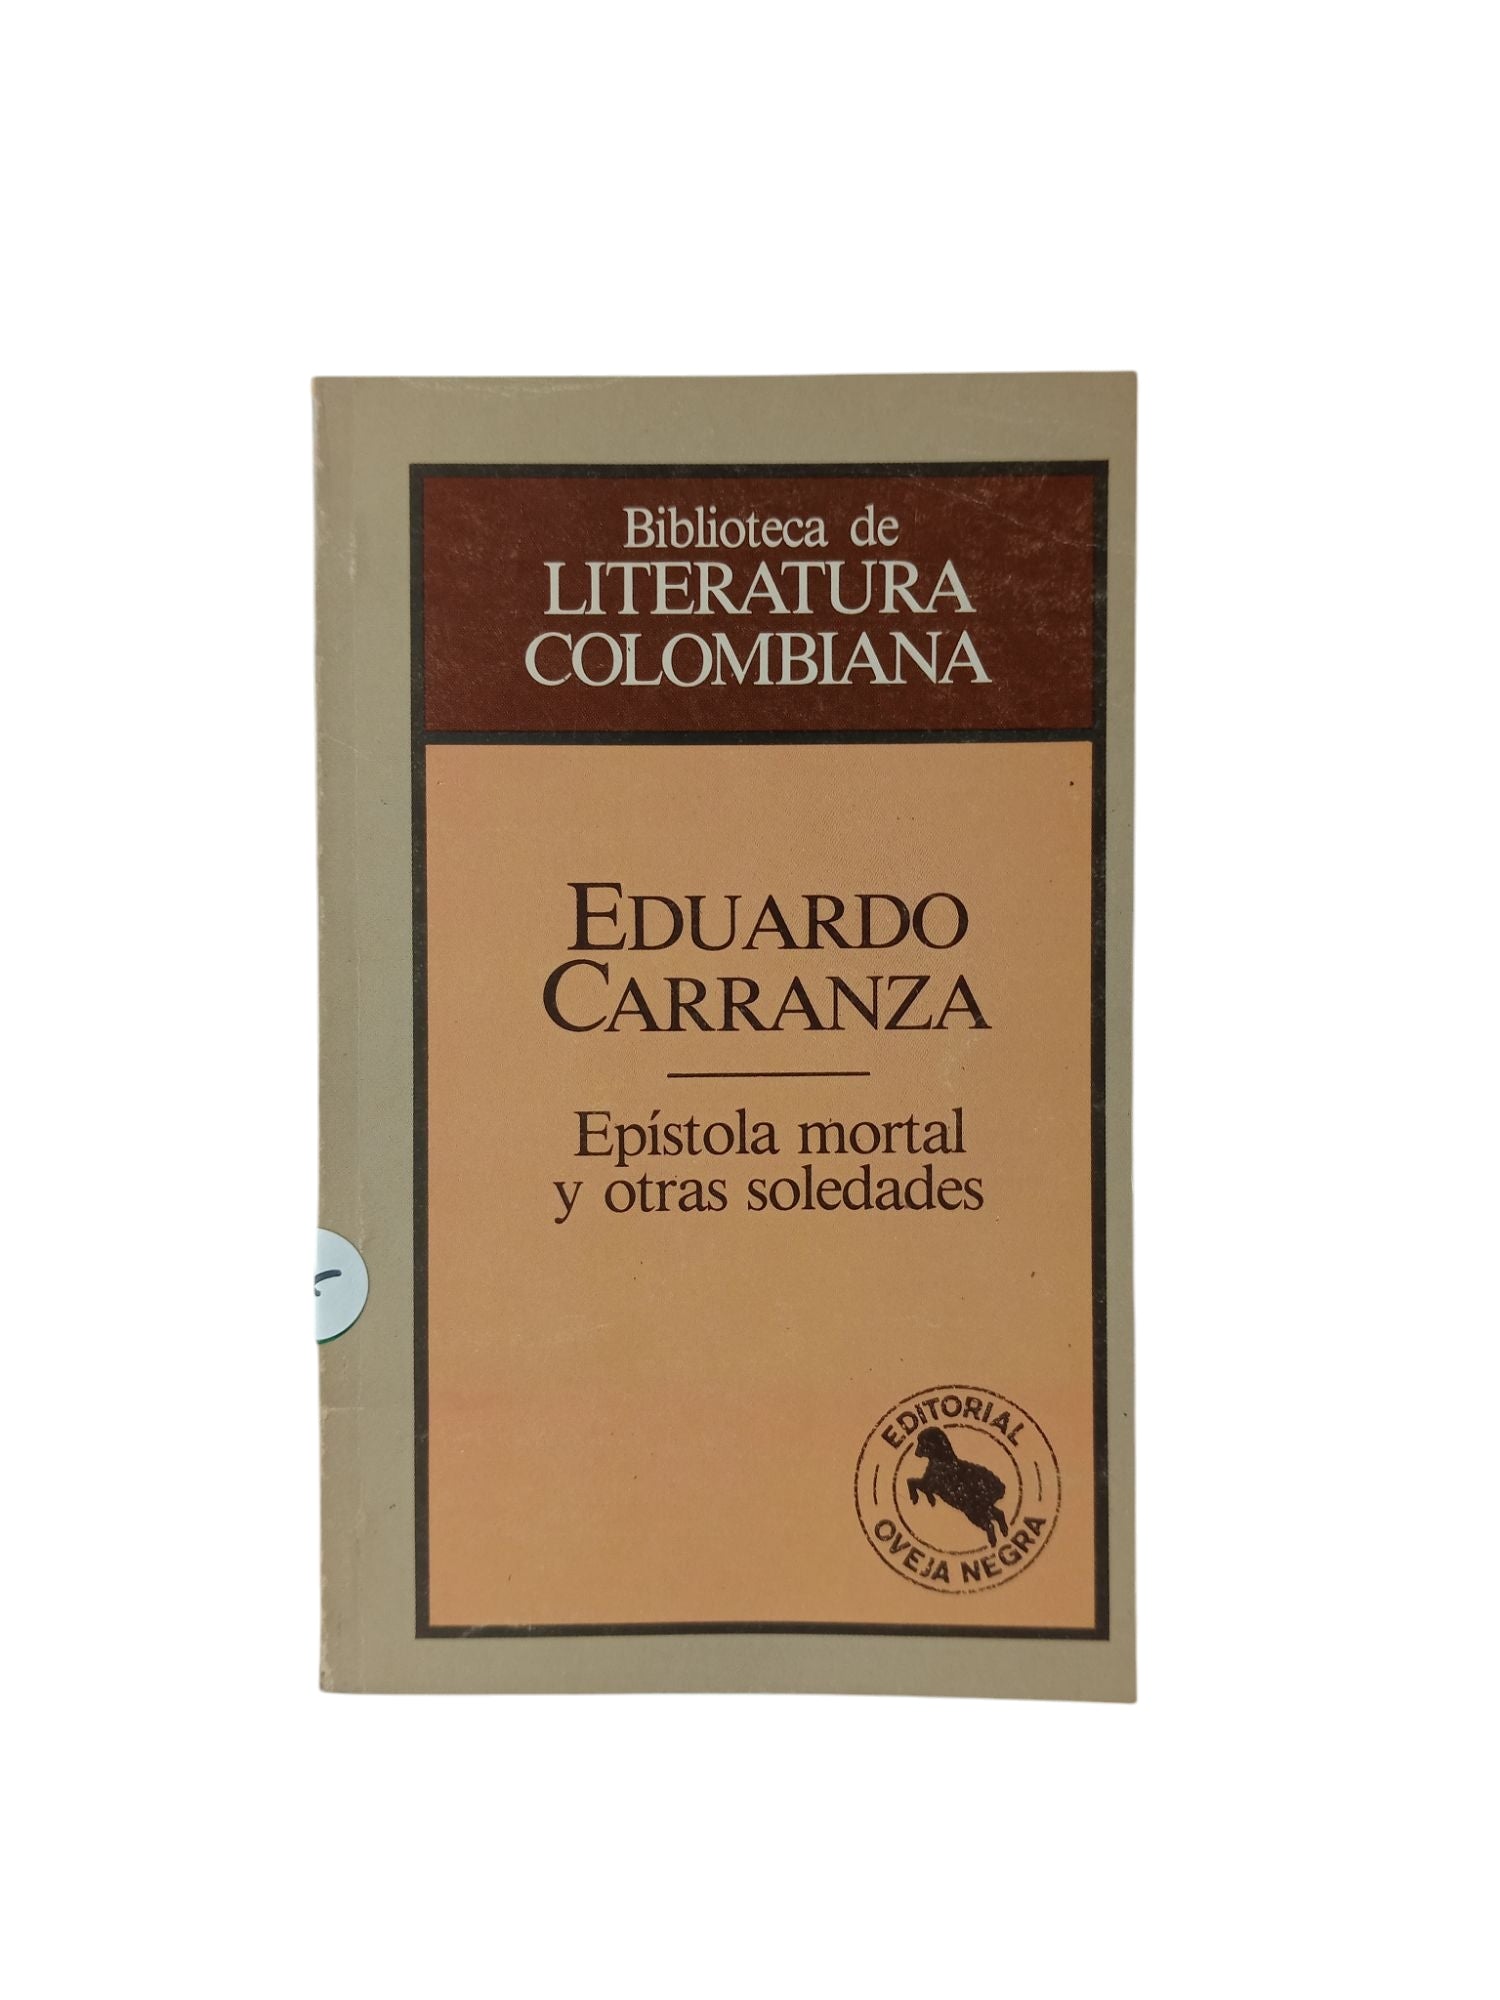 Biblioteca de
LITERATURA
COLOMBIANA
EDUARDO
CARRANZA
Epístola mortal
y otras soledades
EDITORIAL
OVEJA NEGRA